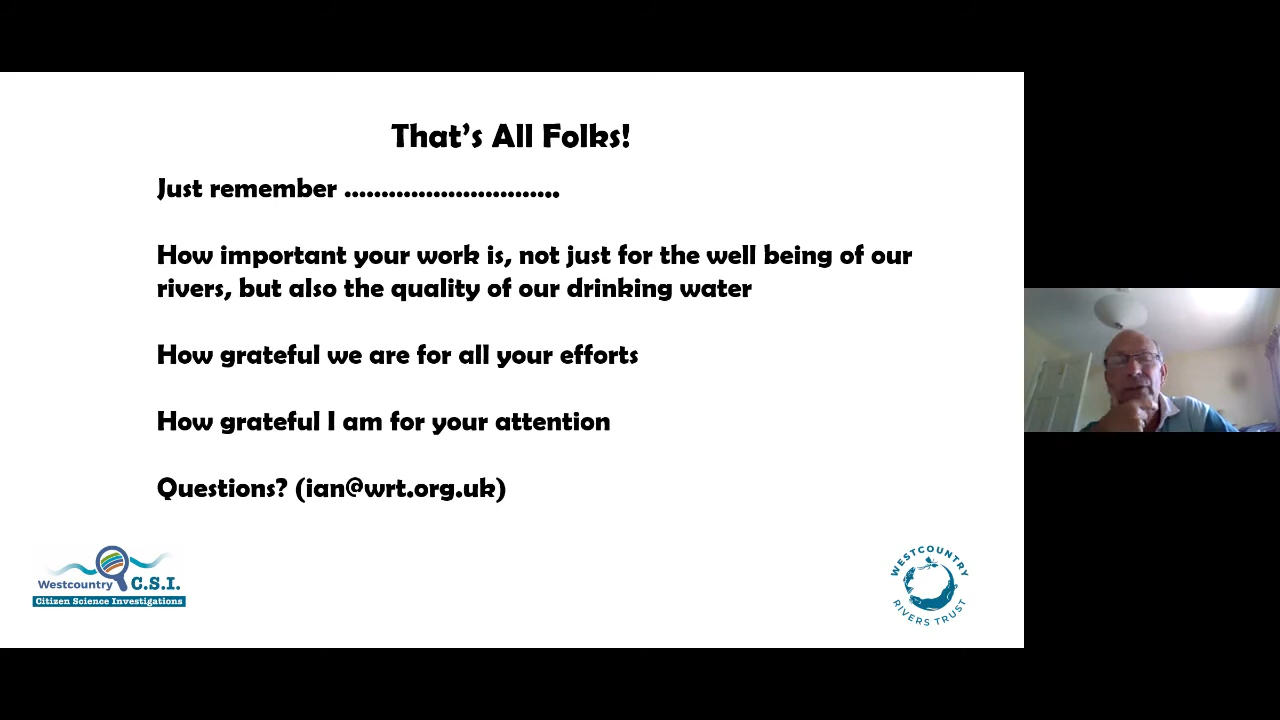 That's All Folks!
Just remember ………………………..
How important your work is, not just for the well being of our
rivers, but also the quality of our drinking water
How grateful we are for all your efforts
How grateful I am for your attention
Questions? (ian@wrt.org.uk)
Westcountry C.S.I.
Citizen Science Investigations
WESTCOUNTRY
RIVERS TRUST